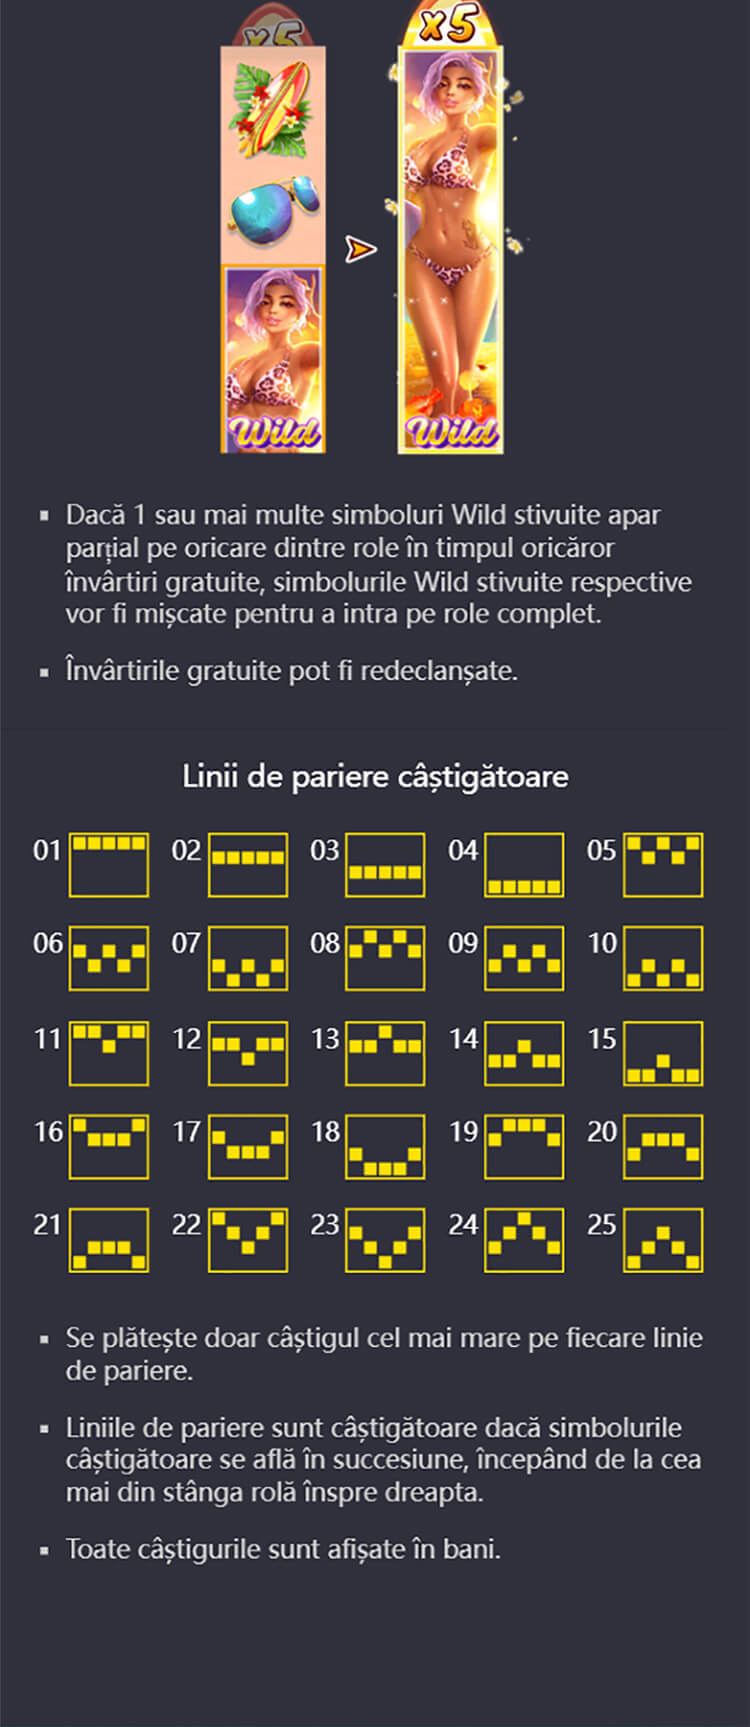 x5
x5
Wild
Wild
▪ Dacă 1 sau mai multe simboluri Wild stivuite apar
parțial pe oricare dintre role în timpul oricăror
învârtiri gratuite, simbolurile Wild stivuite respective
vor fi mișcate pentru a intra pe role complet.
▪ Învârtirile gratuite pot fi redeclanșate.
Linii de pariere câștigătoare
01 02 03 04 05
06 07 08 09 10
11 12 13 14 15
16 17 18 19 20
21 22 23 24 25
▪ Se plătește doar câștigul cel mai mare pe fiecare linie
de pariere.
▪ Liniile de pariere sunt câștigătoare dacă simbolurile
câștigătoare se află în succesiune, începând de la cea
mai din stânga rolă înspre dreapta.
▪ Toate câștigurile sunt afișate în bani.